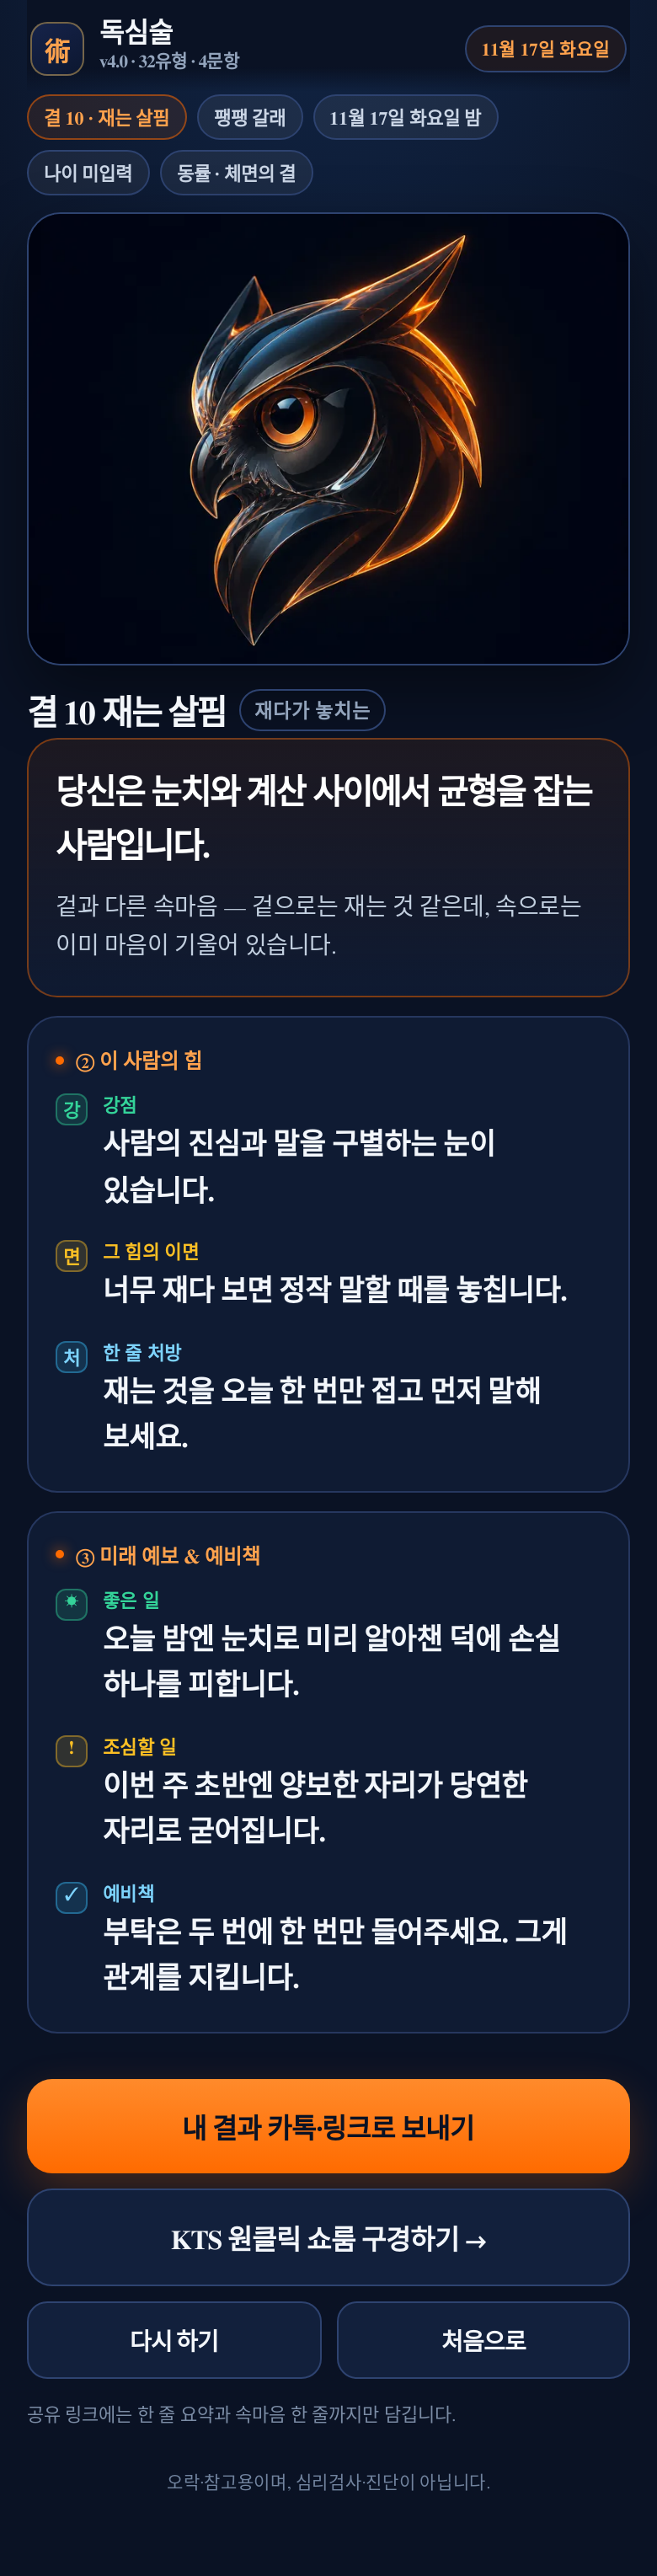 術
독심술
v4.0 · 32유형 · 4문항
11월 17일 화요일
결 10 · 재는 살핌
팽팽 갈래
11월 17일 화요일 밤
나이 미입력
동률 · 체면의 결
결 10 재는 살핌
재다가 놓치는
당신은 눈치와 계산 사이에서 균형을 잡는
사람입니다.
겉과 다른 속마음 — 겉으로는 재는 것 같은데, 속으로는
이미 마음이 기울어 있습니다.
② 이 사람의 힘
강
강점
사람의 진심과 말을 구별하는 눈이
있습니다.
면
그 힘의 이면
너무 재다 보면 정작 말할 때를 놓칩니다.
처
한 줄 처방
재는 것을 오늘 한 번만 접고 먼저 말해
보세요.
③ 미래 예보 & 예비책
좋은 일
오늘 밤엔 눈치로 미리 알아챈 덕에 손실
하나를 피합니다.
!
조심할 일
이번 주 초반엔 양보한 자리가 당연한
자리로 굳어집니다.
✓
예비책
부탁은 두 번에 한 번만 들어주세요. 그게
관계를 지킵니다.
내 결과 카톡·링크로 보내기
KTS 원클릭 쇼룸 구경하기 →
다시 하기
처음으로
공유 링크에는 한 줄 요약과 속마음 한 줄까지만 담깁니다.
오락·참고용이며, 심리검사·진단이 아닙니다.